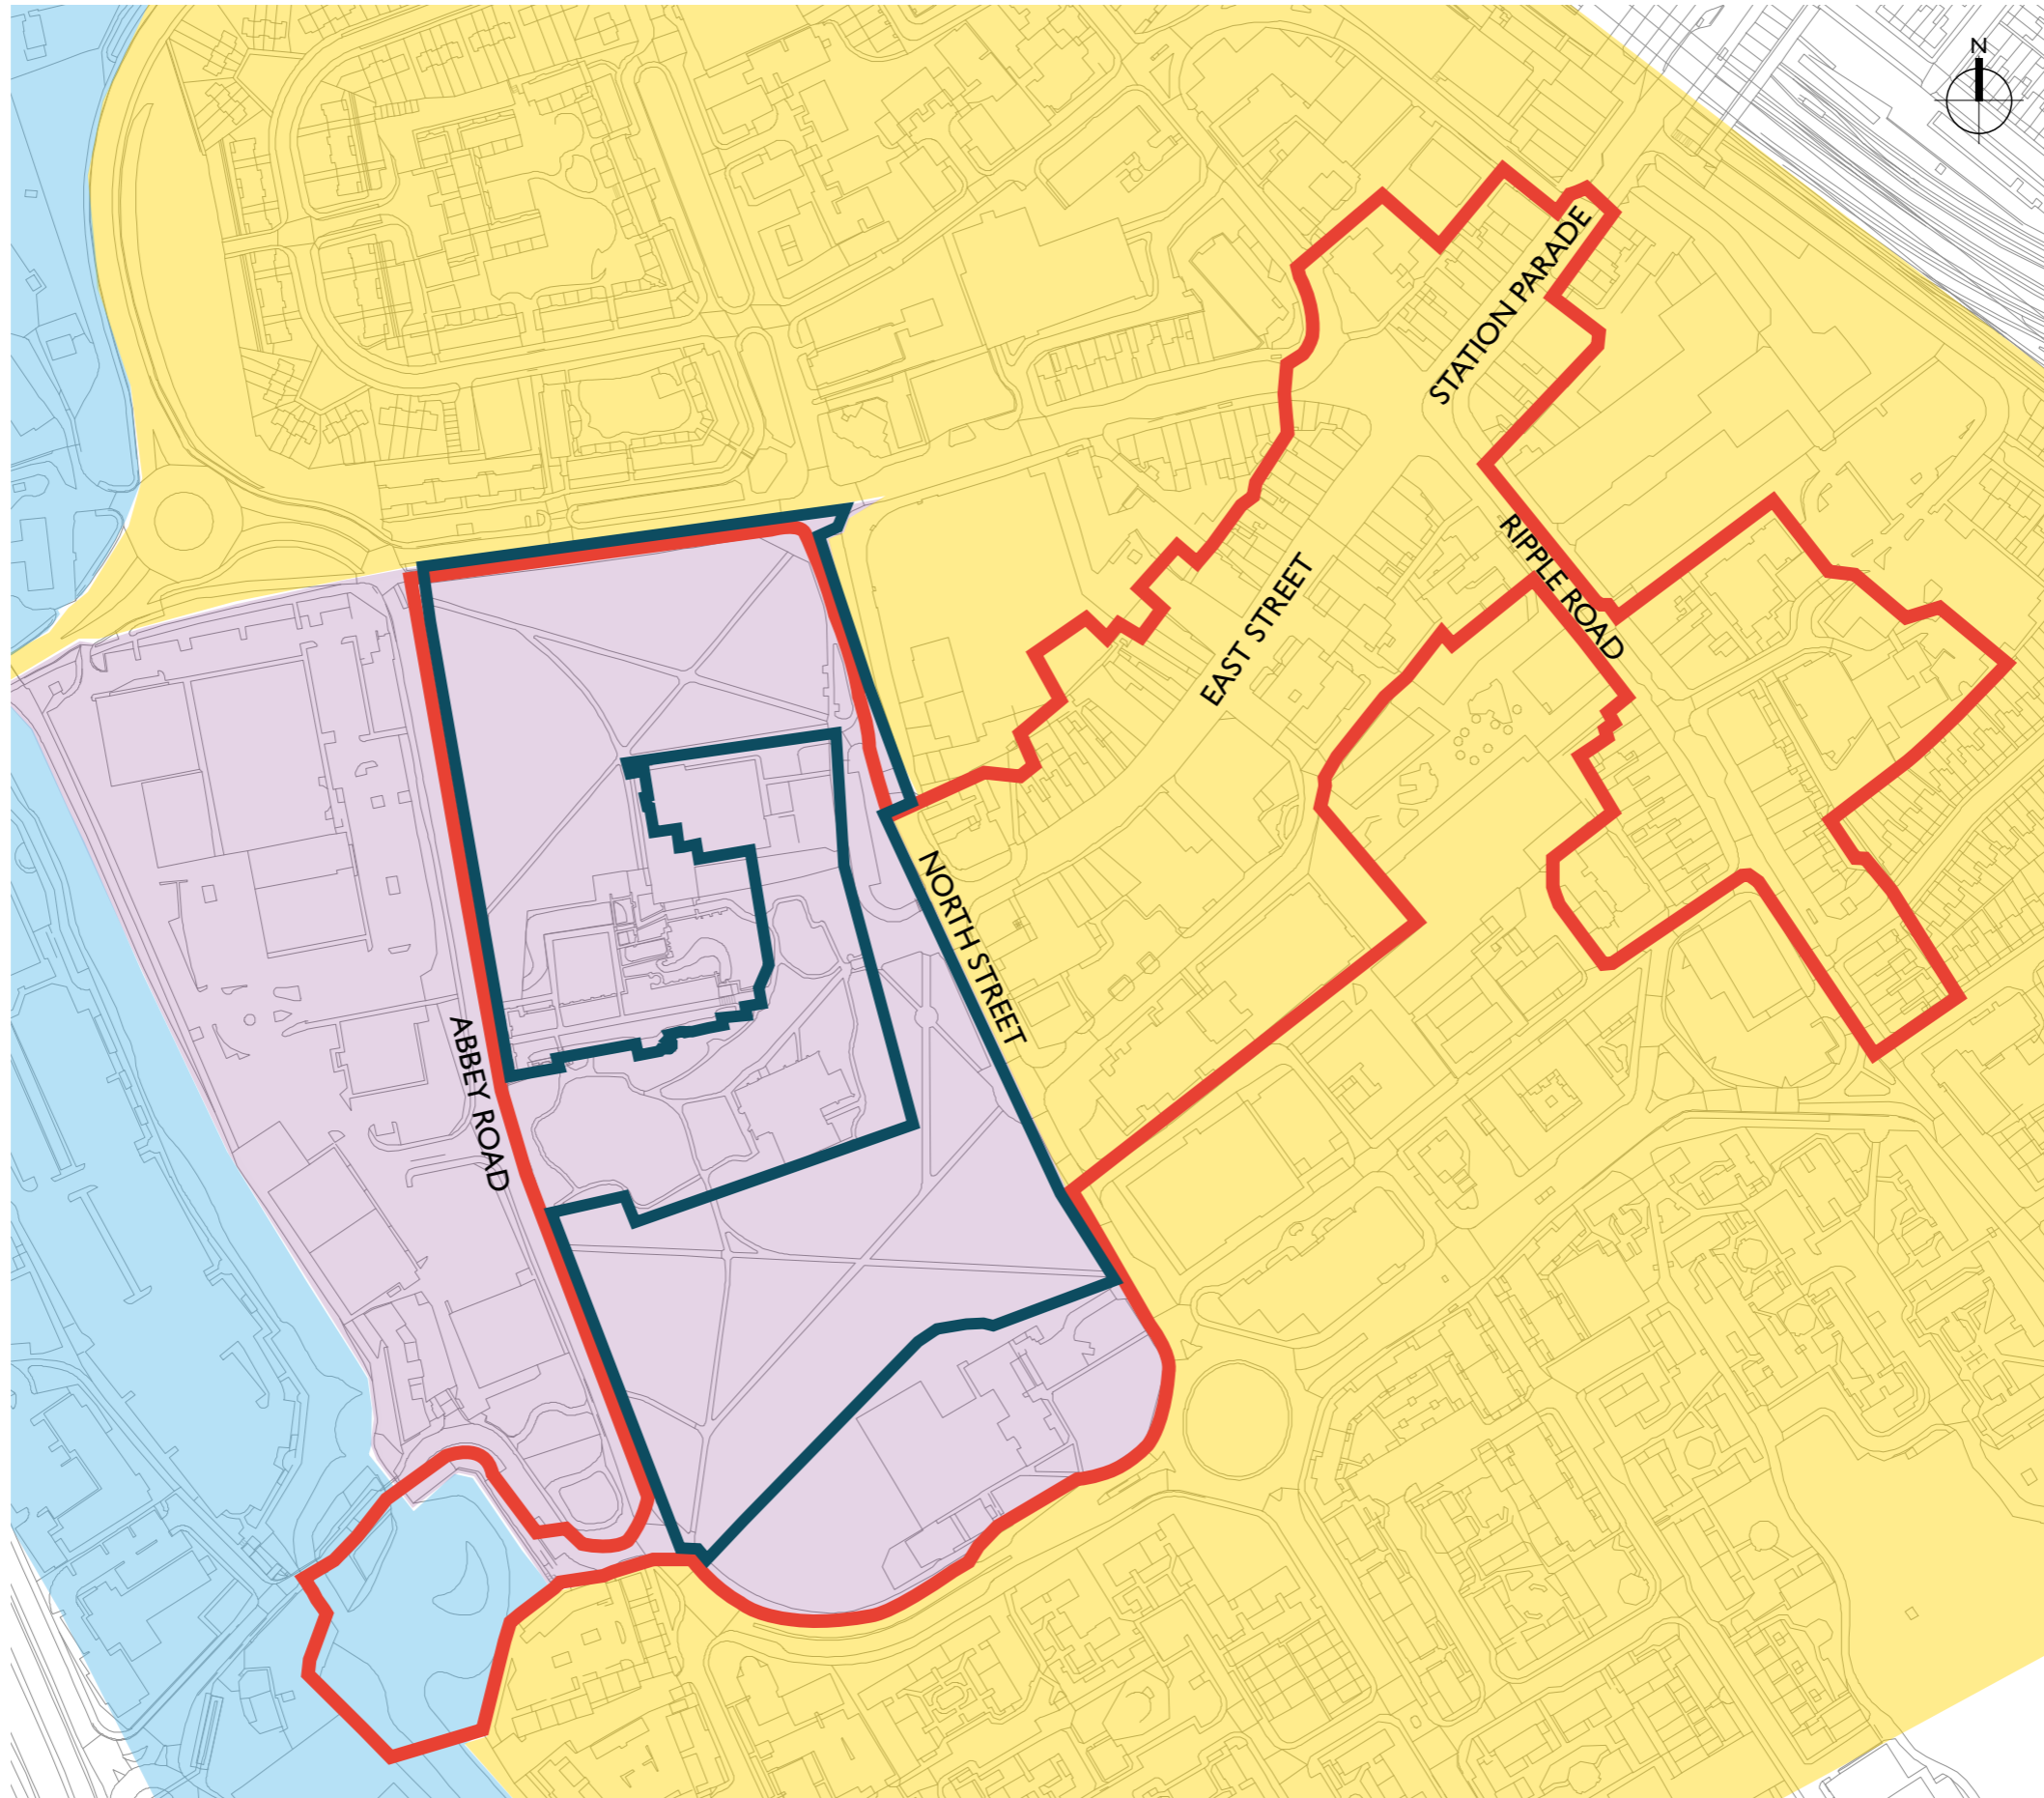 N
STATION PARADE
RIPPLE ROAD
EAST STREET
NORTH STREET
ABBEY ROAD